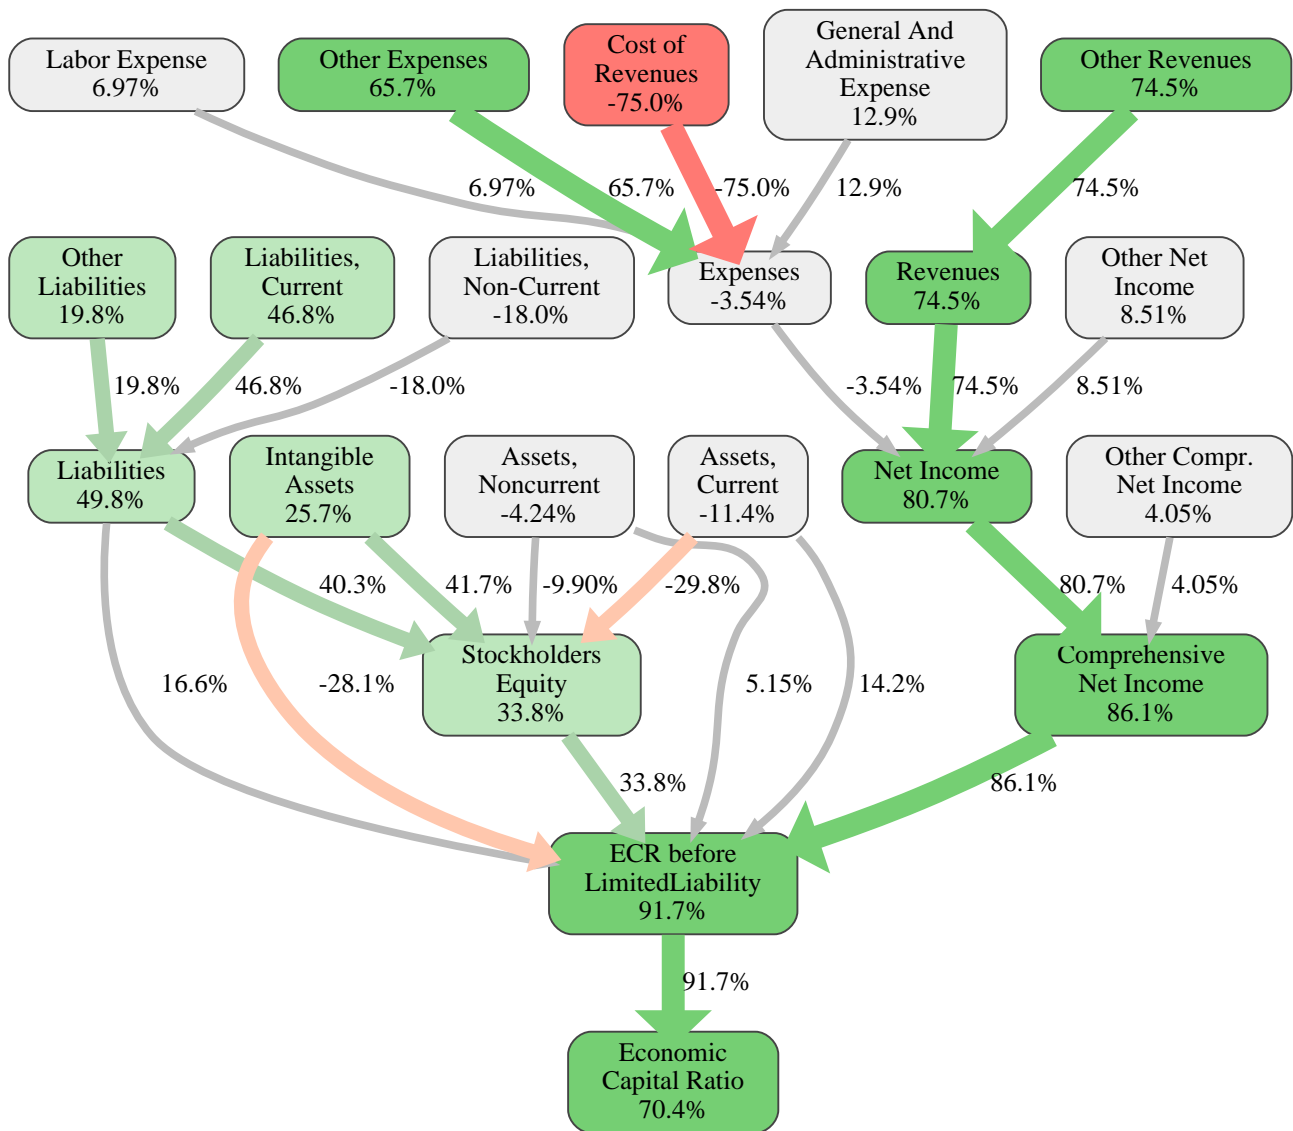 Labor Expense
6.97%
Other Expenses
65.7%
Cost of
Revenues
-75.0%
General And
Administrative
Expense
12.9%
Other Revenues
74.5%
6.97%
65.7%
-75.0%
12.9%
74.5%
Other
Liabilities
19.8%
Liabilities,
Current
46.8%
Liabilities,
Non-Current
-18.0%
Expenses
-3.54%
Revenues
74.5%
Other Net
Income
8.51%
19.8%
46.8%
-18.0%
-3.54%
74.5%
8.51%
Liabilities
49.8%
Intangible
Assets
25.7%
Assets,
Noncurrent
-4.24%
Assets,
Current
-11.4%
Net Income
80.7%
Other Compr.
Net Income
4.05%
40.3%
41.7%
-9.90%
-29.8%
80.7%
4.05%
16.6%
-28.1%
Stockholders
Equity
33.8%
5.15%
14.2%
Comprehensive
Net Income
86.1%
33.8%
86.1%
ECR before
LimitedLiability
91.7%
91.7%
Economic
Capital Ratio
70.4%